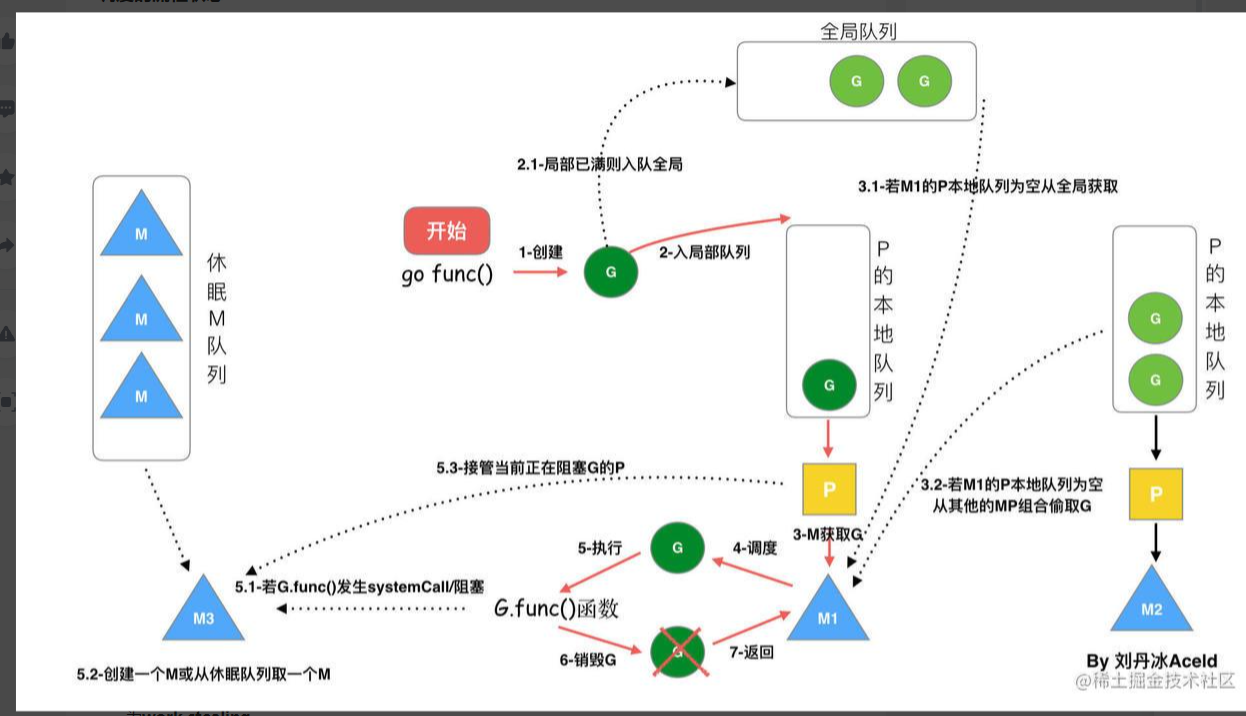 全局队列
G
G
2.1-局部已满则入队全局
3.1-若M1的P本地队列为空从全局获取
开始
go func()
1-创建
G
2-入局部队列
P的本地队列
G
P的本地队列
G
G
M
M
M
休眠M队列
5.3-接管当前正在阻塞G的P
P
3.2-若M1的P本地队列为空
从其他的MP组合偷取G
P
3-M获取G
5-执行
G
4-调度
5.1-若G.func()发生systemCall/阻塞
G.func()函数
M3
M1
M2
6-销毁G
G
7-返回
5.2-创建一个M或从休眠队列取一个M
By 刘丹冰Aceld
@稀土掘金技术社区